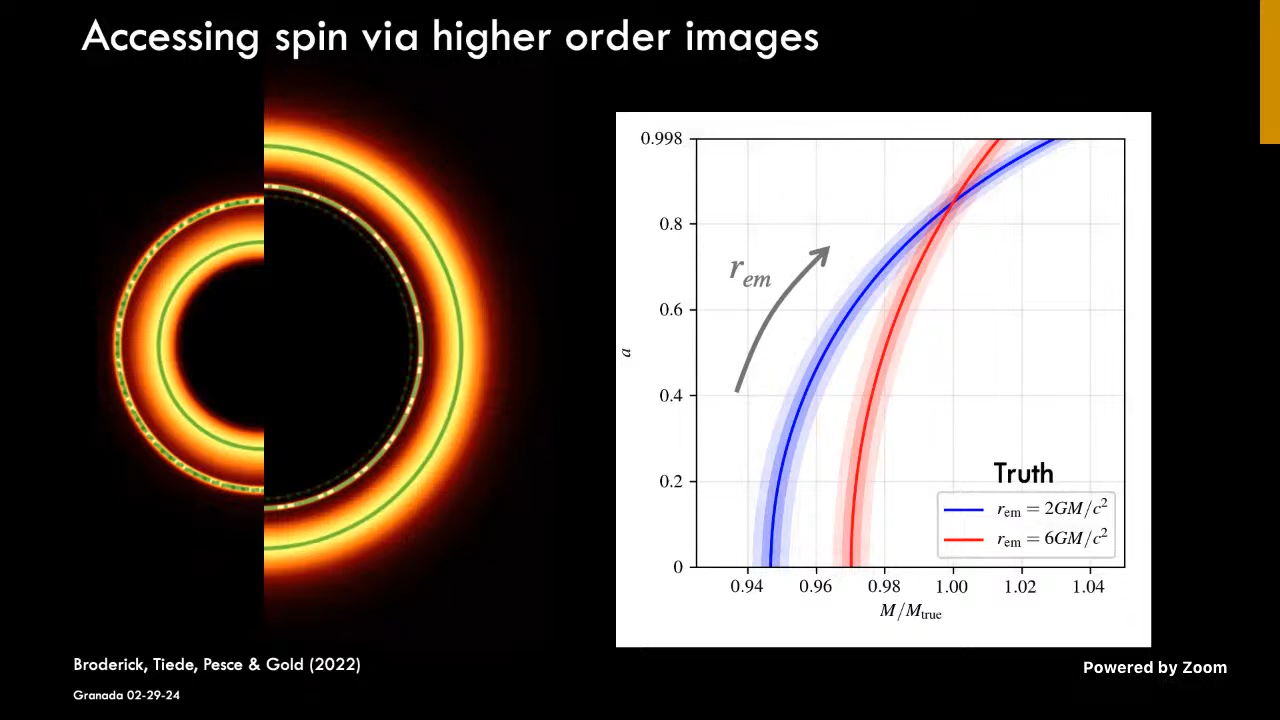 Accessing spin via higher order images
0.998
0.8
0.6
0.4
0.2
0
a
r_em
Truth
r_em = 2GM/c²
r_em = 6GM/c²
0.94 0.96 0.98 1.00 1.02 1.04
M/M_true
Broderick, Tiede, Pesce & Gold (2022)
Powered by Zoom
Granada 02-29-24